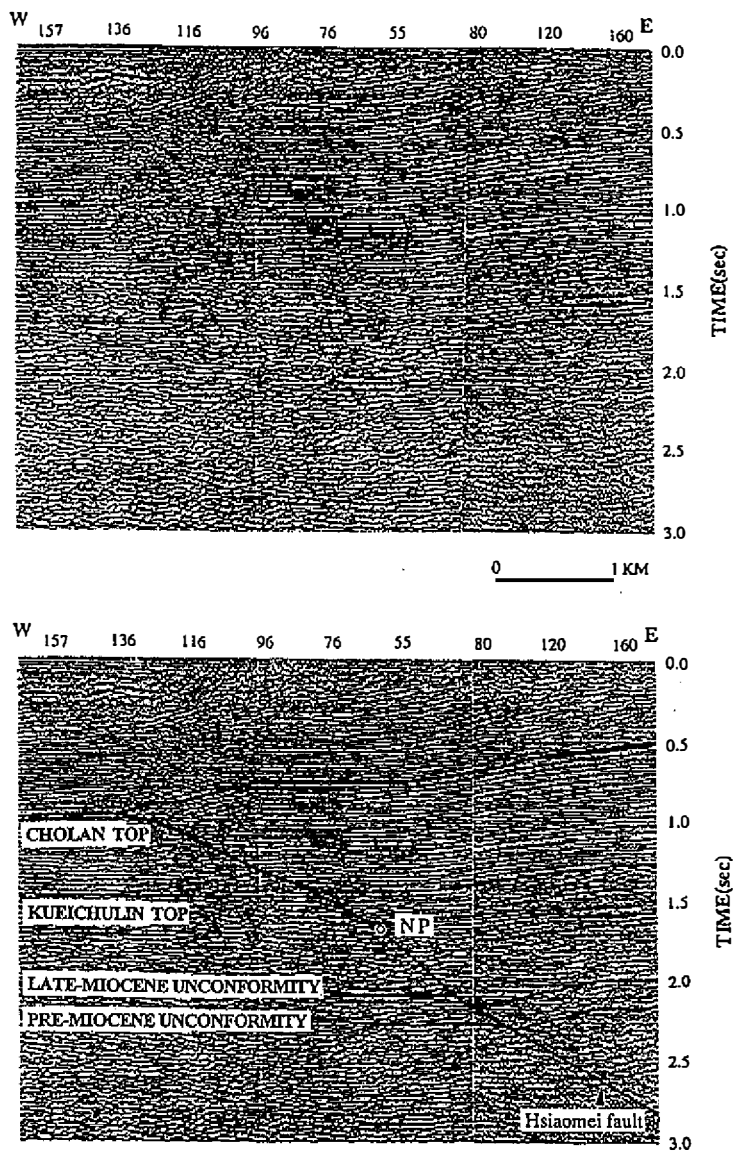 W 157 136 116 96 76 55 80 120 160 E
0.0
0.5
1.0
1.5
2.0
2.5
3.0
TIME(sec)
0 1 KM
W 157 136 116 96 76 55 80 120 160 E
0.0
0.5
1.0
1.5
2.0
2.5
3.0
TIME(sec)
CHOLAN TOP
KUEICHULIN TOP
NP
LATE-MIOCENE UNCONFORMITY
PRE-MIOCENE UNCONFORMITY
Hsiaomei fault